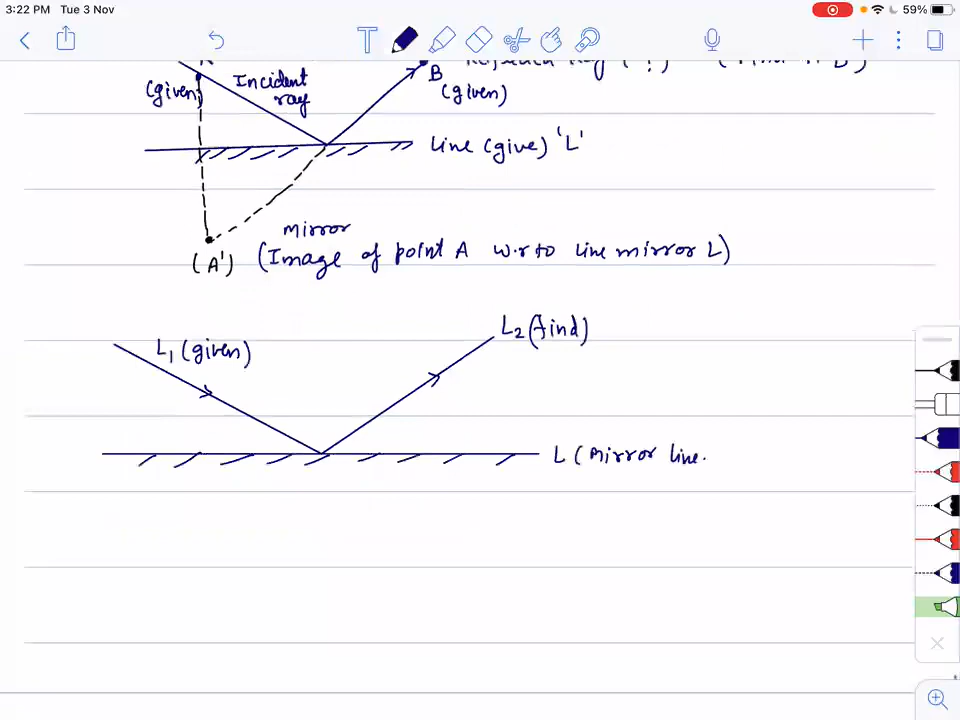 3:22 PM Tue 3 Nov
59%
T
Incident
ray
(given)
B
(given)
Line (give) 'L'
mirror
(A') (Image of point A w.r to line mirror L)
L2 (find)
L1 (given)
L (Mirror line.